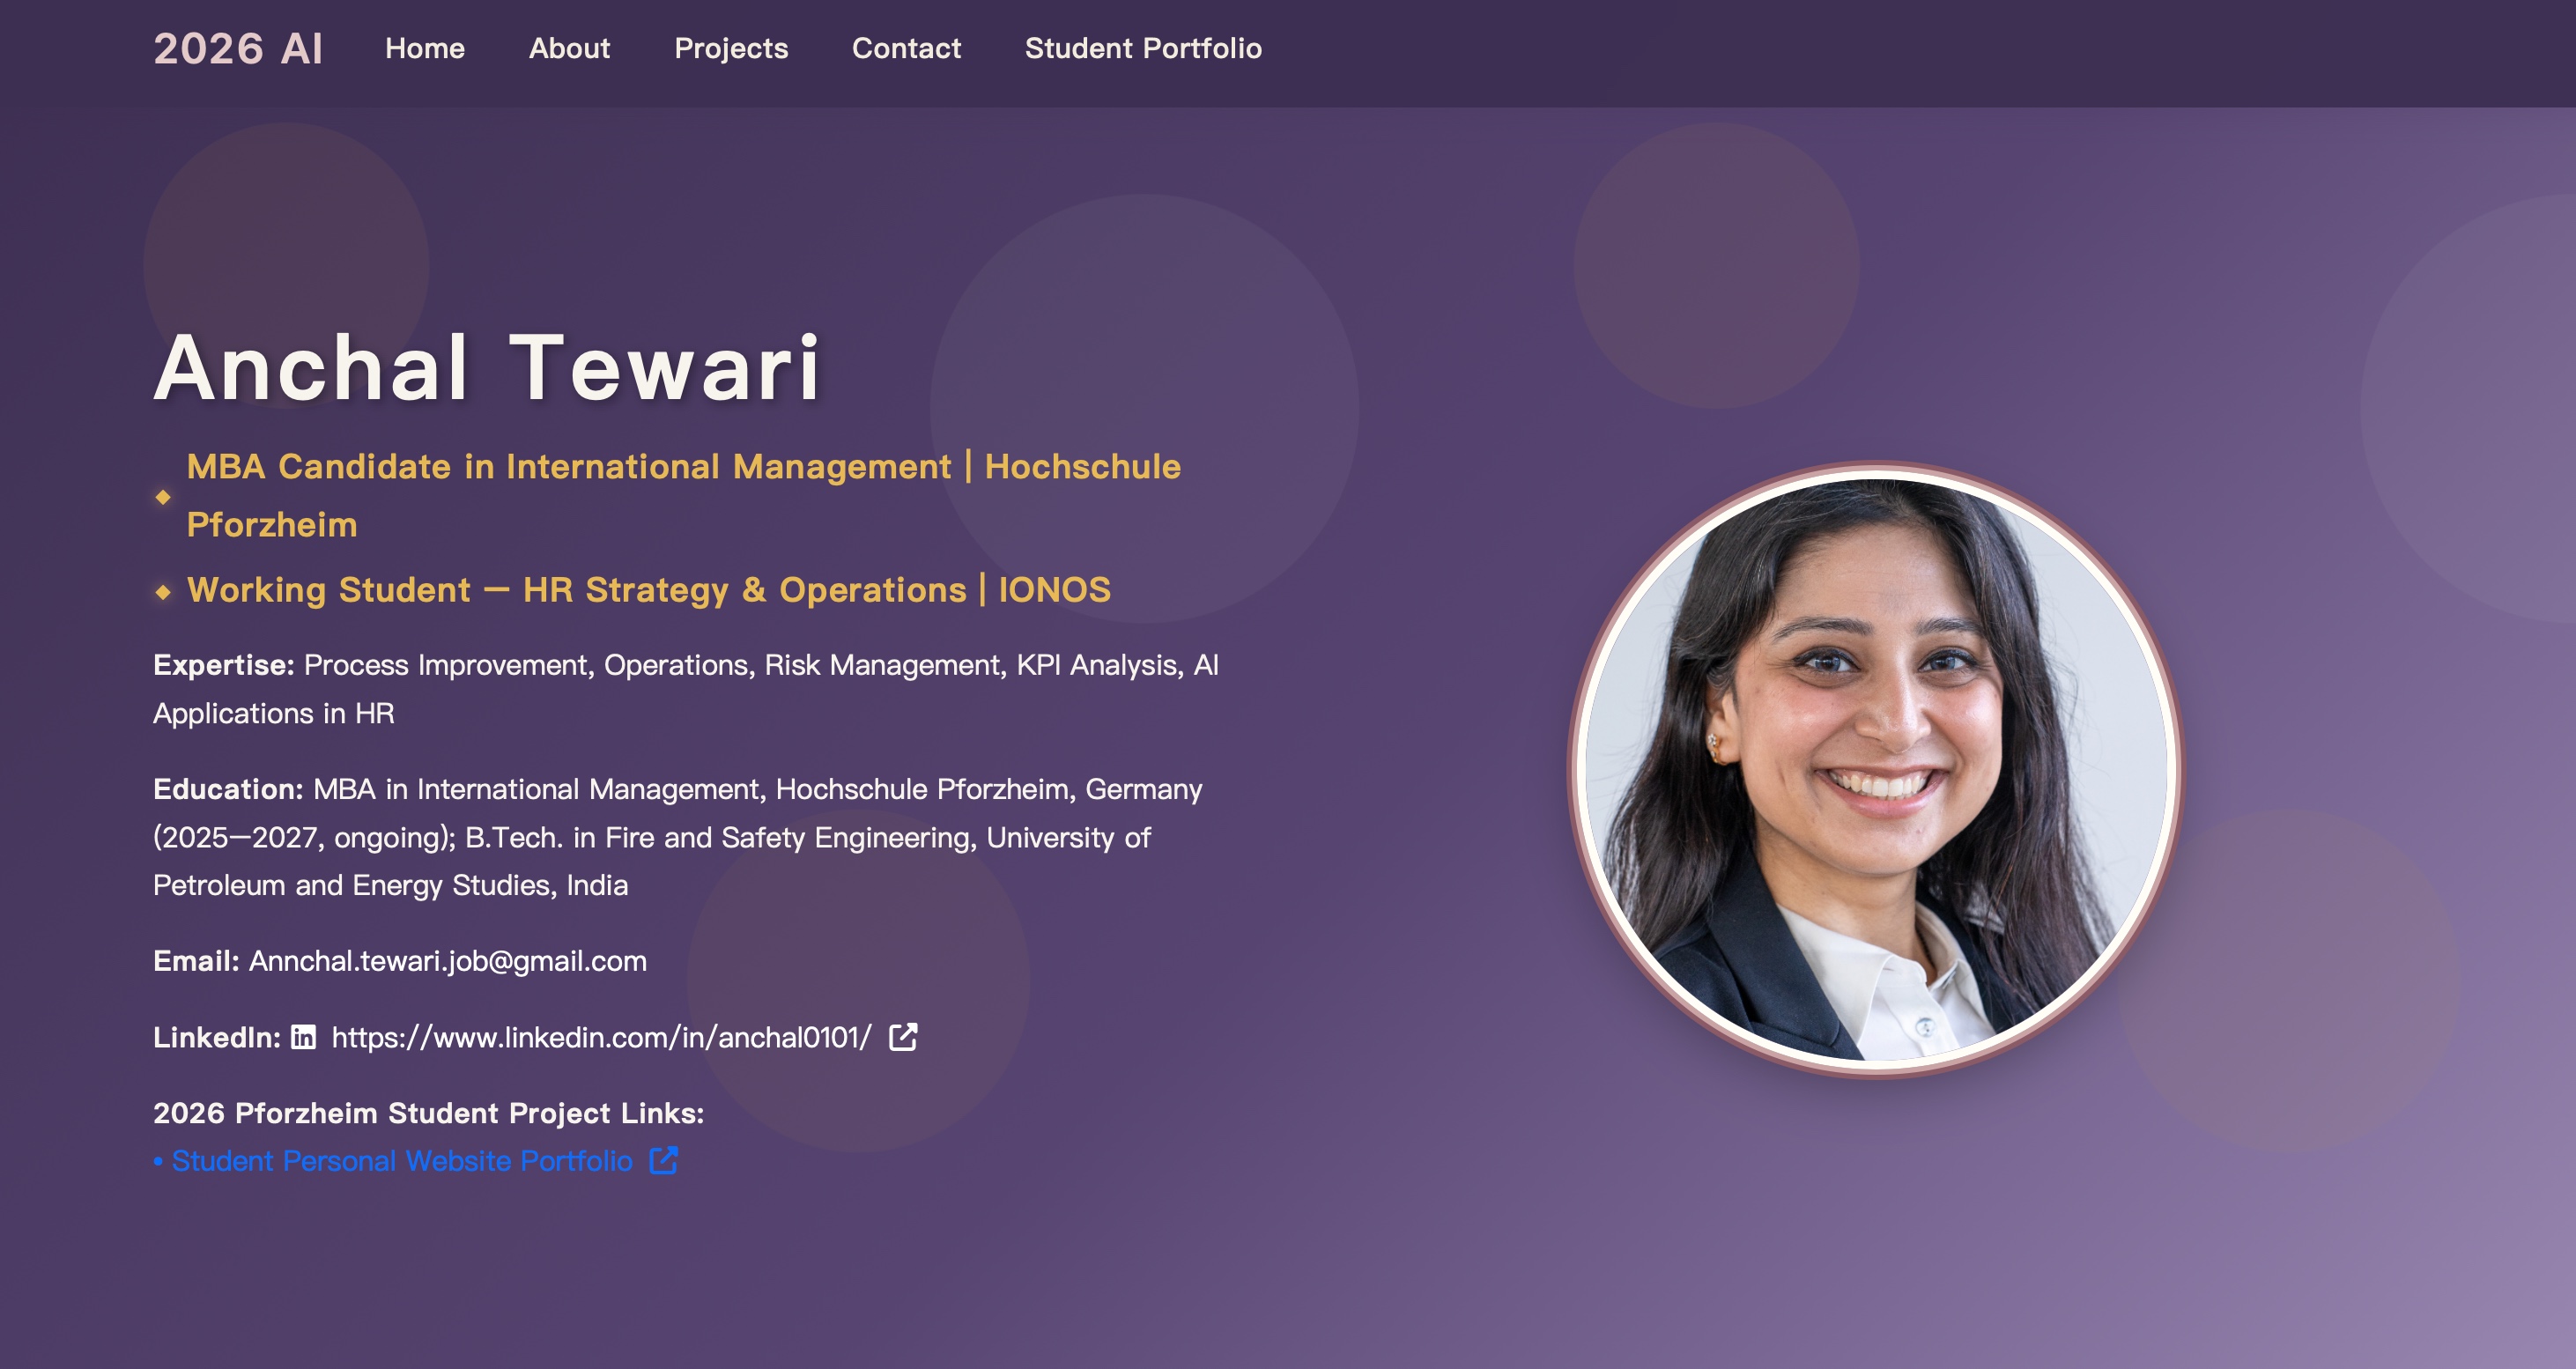 2026 AI Home About Projects Contact Student Portfolio
Anchal Tewari
◆ MBA Candidate in International Management | Hochschule
Pforzheim
◆ Working Student — HR Strategy & Operations | IONOS
Expertise: Process Improvement, Operations, Risk Management, KPI Analysis, AI
Applications in HR
Education: MBA in International Management, Hochschule Pforzheim, Germany
(2025—2027, ongoing); B.Tech. in Fire and Safety Engineering, University of
Petroleum and Energy Studies, India
Email: Annchal.tewari.job@gmail.com
LinkedIn: in https://www.linkedin.com/in/anchal0101/
2026 Pforzheim Student Project Links:
• Student Personal Website Portfolio